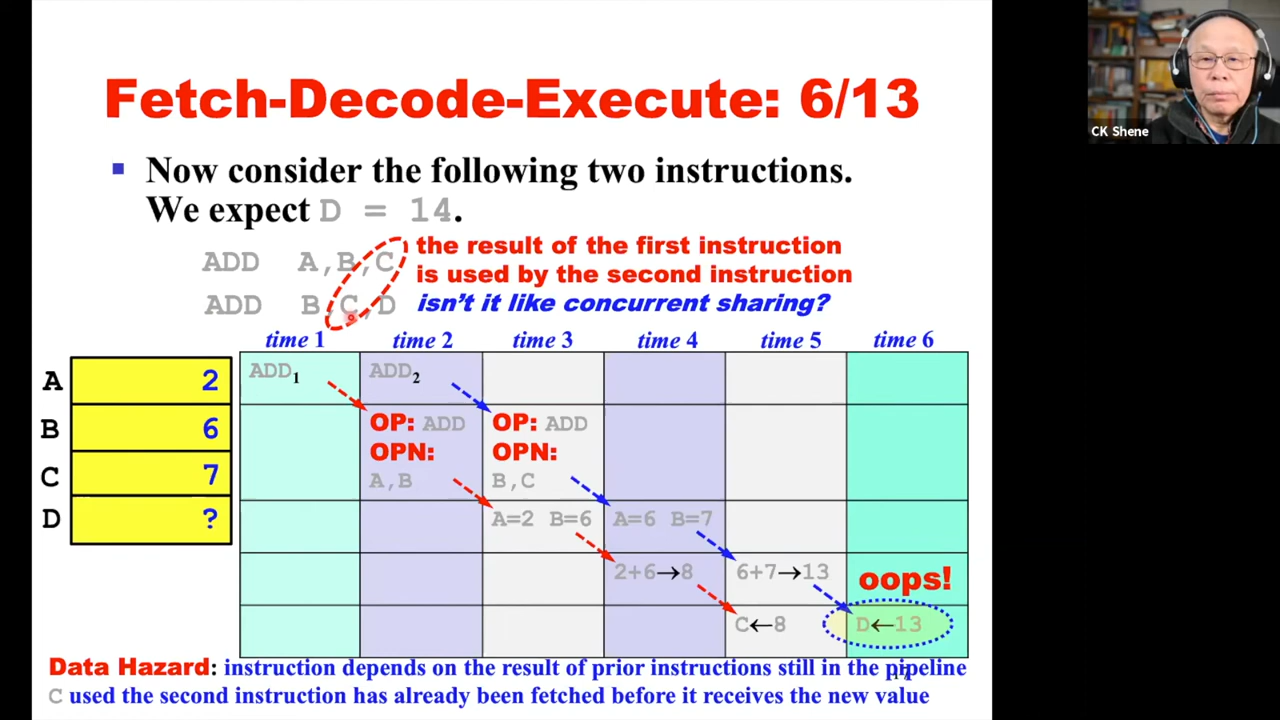 CK Shene
Fetch-Decode-Execute: 6/13
Now consider the following two instructions.
We expect D = 14.
ADD A,B,C
ADD B,C,D
the result of the first instruction
is used by the second instruction
isn't it like concurrent sharing?
time 1 time 2 time 3 time 4 time 5 time 6
A 2
B 6
C 7
D ?
ADD1 ADD2
OP: ADD OP: ADD
OPN: OPN:
A,B B,C
A=2 B=6 A=6 B=7
2+6→8 6+7→13 oops!
C←8 D←13
Data Hazard: instruction depends on the result of prior instructions still in the pipeline
C used the second instruction has already been fetched before it receives the new value